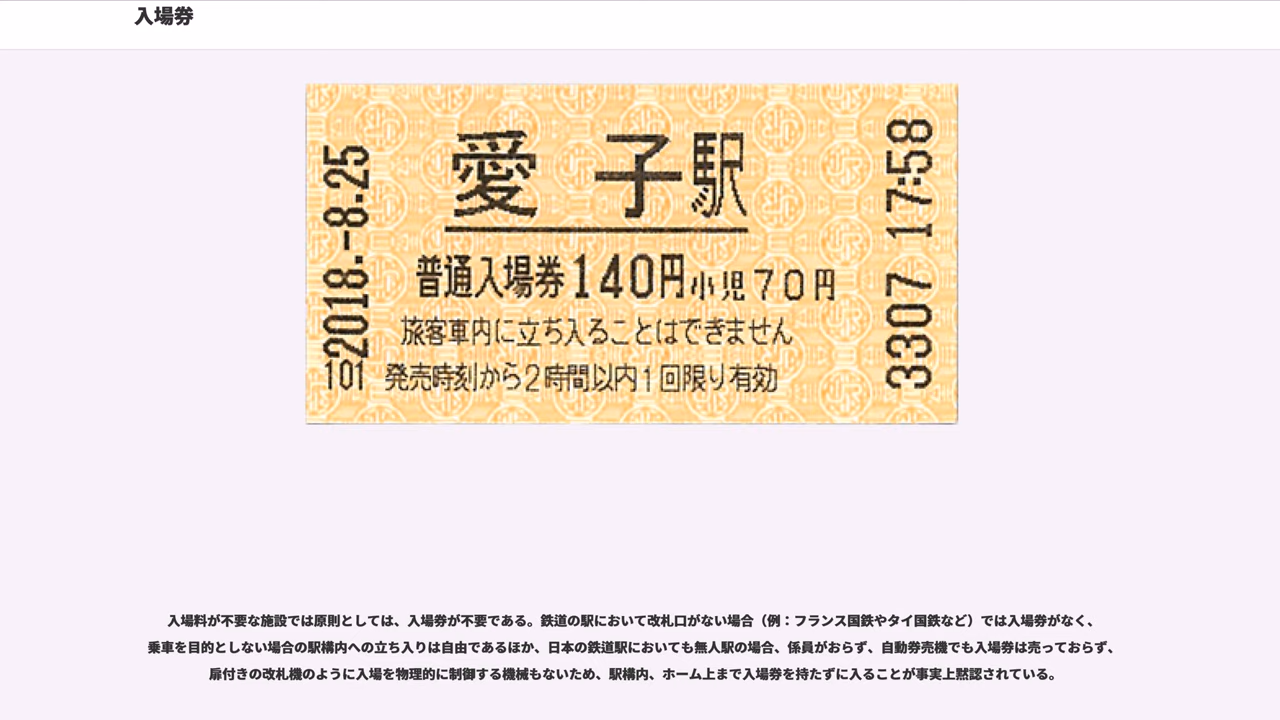 入場券
愛 子駅
普通入場券140円小児70円
旅客車内に立ち入ることはできません
発売時刻から2時間以内1回限り有効
2018.-8.25
101
3307 17:58
入場料が不要な施設では原則としては、入場券が不要である。鉄道の駅において改札口がない場合（例：フランス国鉄やタイ国鉄など）では入場券がなく、
乗車を目的としない場合の駅構内への立ち入りは自由であるほか、日本の鉄道駅においても無人駅の場合、係員がおらず、自動券売機でも入場券は売っておらず、
扉付きの改札機のように入場を物理的に制御する機械もないため、駅構内、ホーム上まで入場券を持たずに入ることが事実上黙認されている。